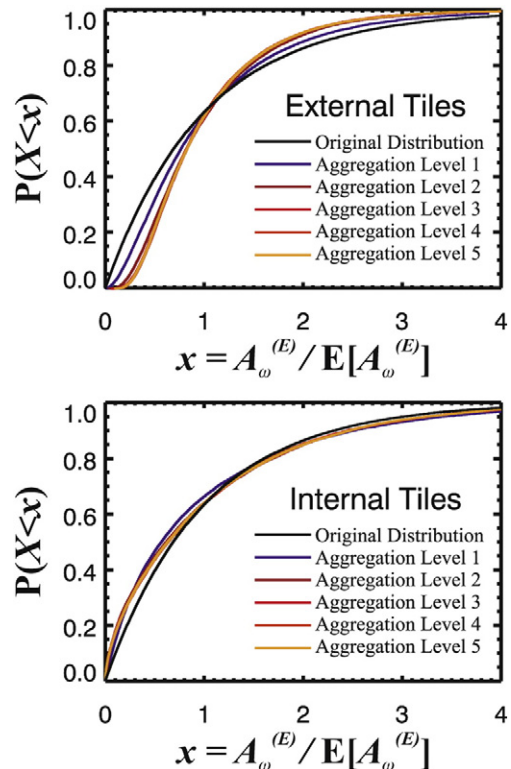 1.0
0.8
0.6
0.4
0.2
0.0
P(X<x)
External Tiles
Original Distribution
Aggregation Level 1
Aggregation Level 2
Aggregation Level 3
Aggregation Level 4
Aggregation Level 5
0 1 2 3 4
x = A_ω^(E) / E[A_ω^(E)]
1.0
0.8
0.6
0.4
0.2
0.0
P(X<x)
Internal Tiles
Original Distribution
Aggregation Level 1
Aggregation Level 2
Aggregation Level 3
Aggregation Level 4
Aggregation Level 5
0 1 2 3 4
x = A_ω^(E) / E[A_ω^(E)]